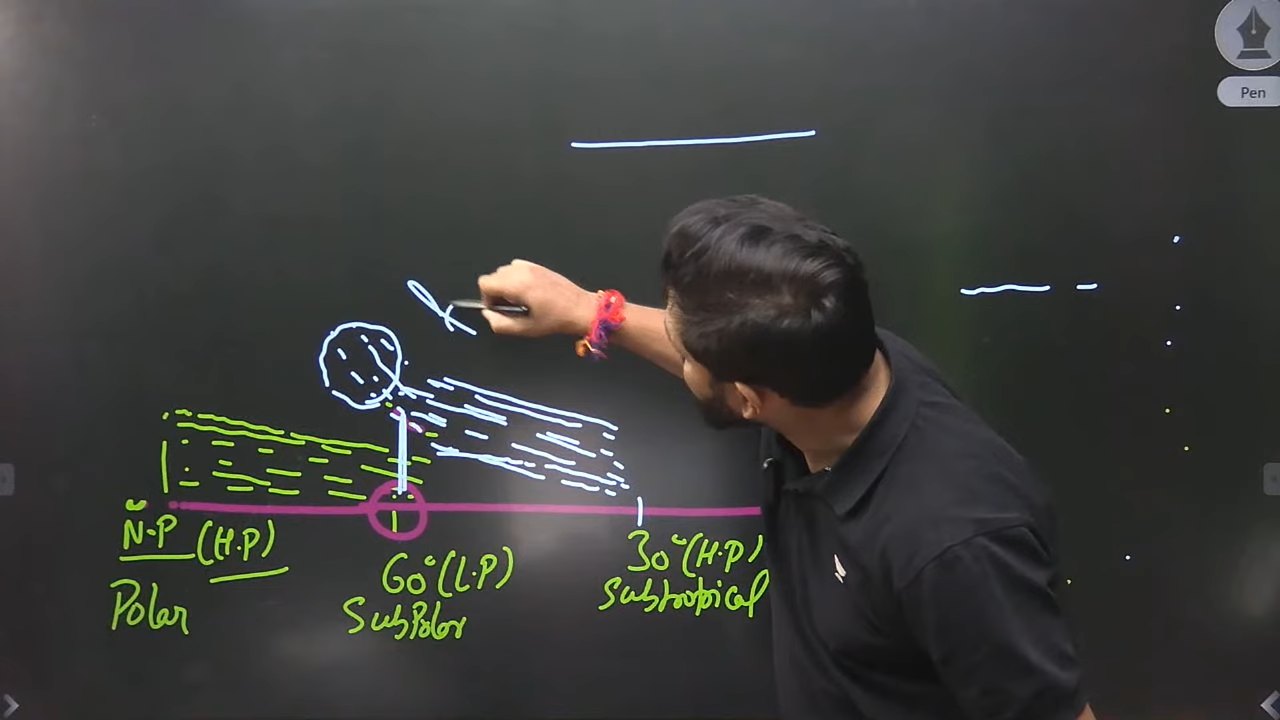 Pen
N.P (H.P)
Polar
60° (L.P)
SubPolar
30° (H.P)
Subtropical